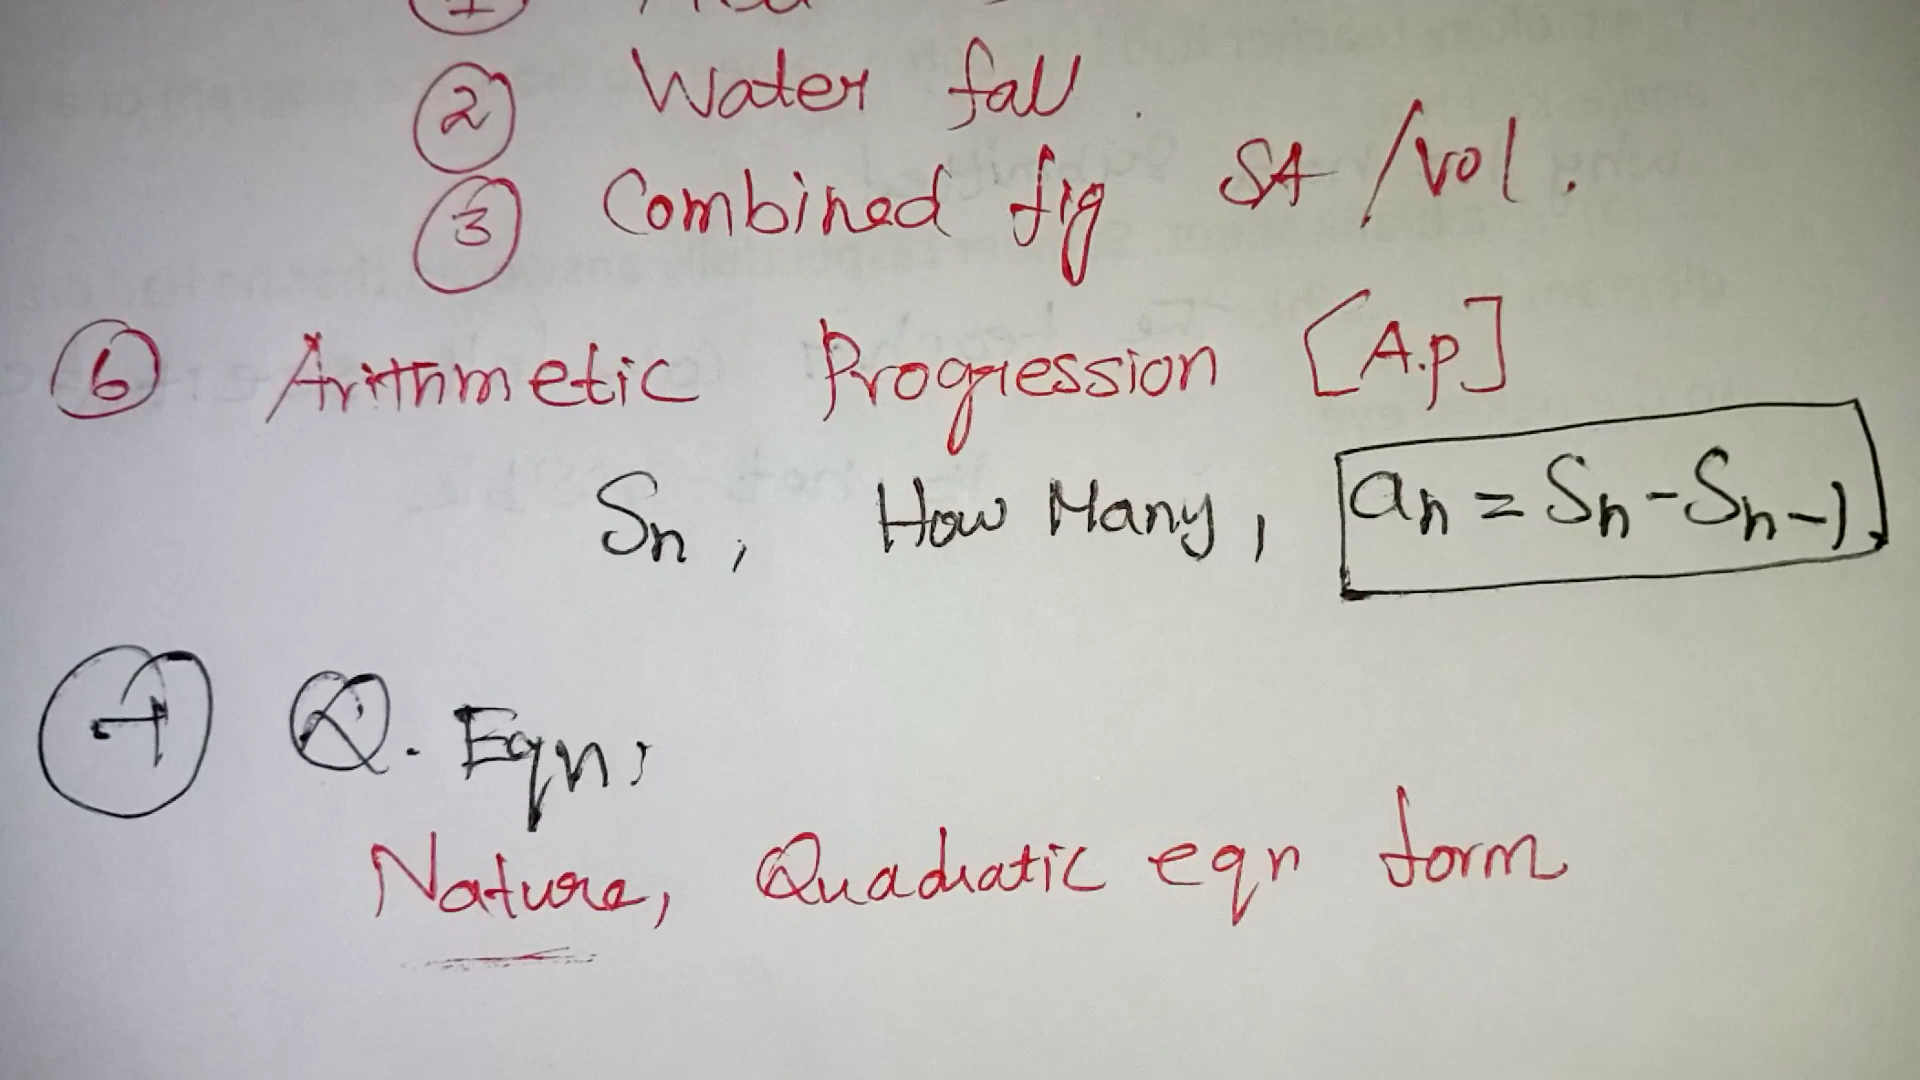 ② Water fall.
③ Combined fig SA/Vol.
⑥ Arithmetic Progression [A.P]
Sn, How Many, an = Sn - Sn-1
⑦ Q. Eqn,
Nature, Quadratic eqn form